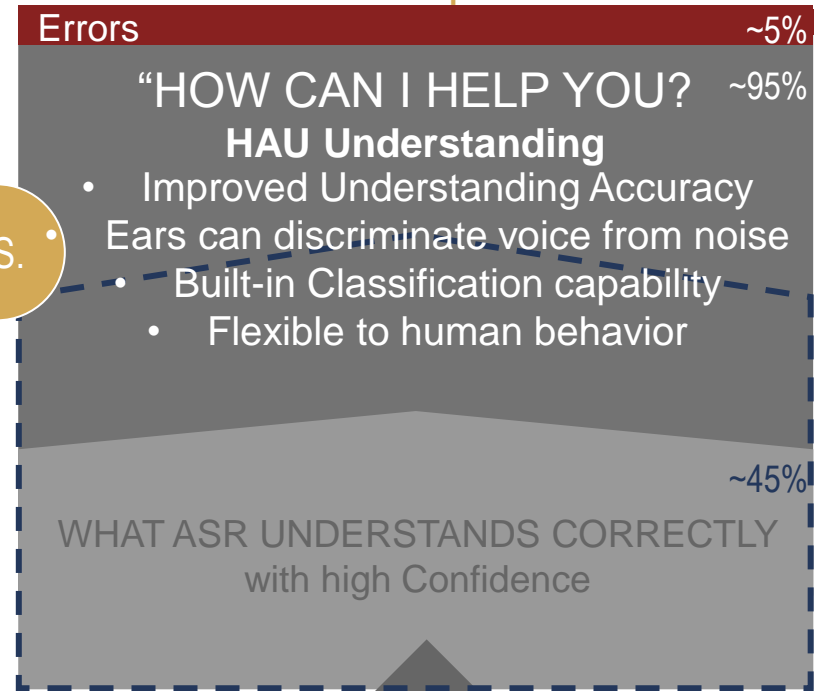 Errors ~5%
“HOW CAN I HELP YOU? ~95%
HAU Understanding
• Improved Understanding Accuracy
• Ears can discriminate voice from noise
S.
• Built-in Classification capability
• Flexible to human behavior
~45%
WHAT ASR UNDERSTANDS CORRECTLY
with high Confidence